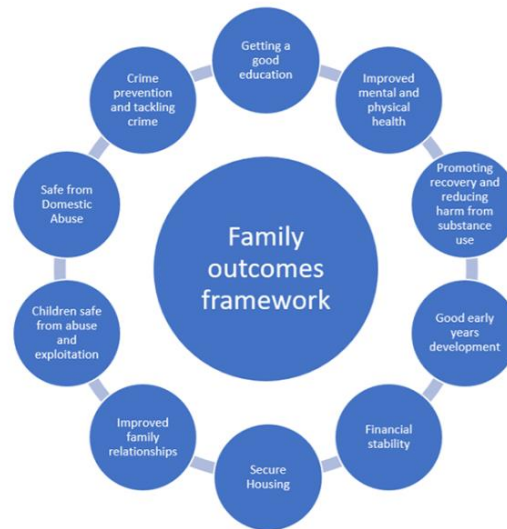 Getting a
good
education
Improved
mental and
physical
health
Promoting
recovery and
reducing
harm from
substance
use
Good early
years
development
Financial
stability
Secure
Housing
Improved
family
relationships
Children safe
from abuse
and
exploitation
Safe from
Domestic
Abuse
Crime
prevention
and tackling
crime
Family
outcomes
framework